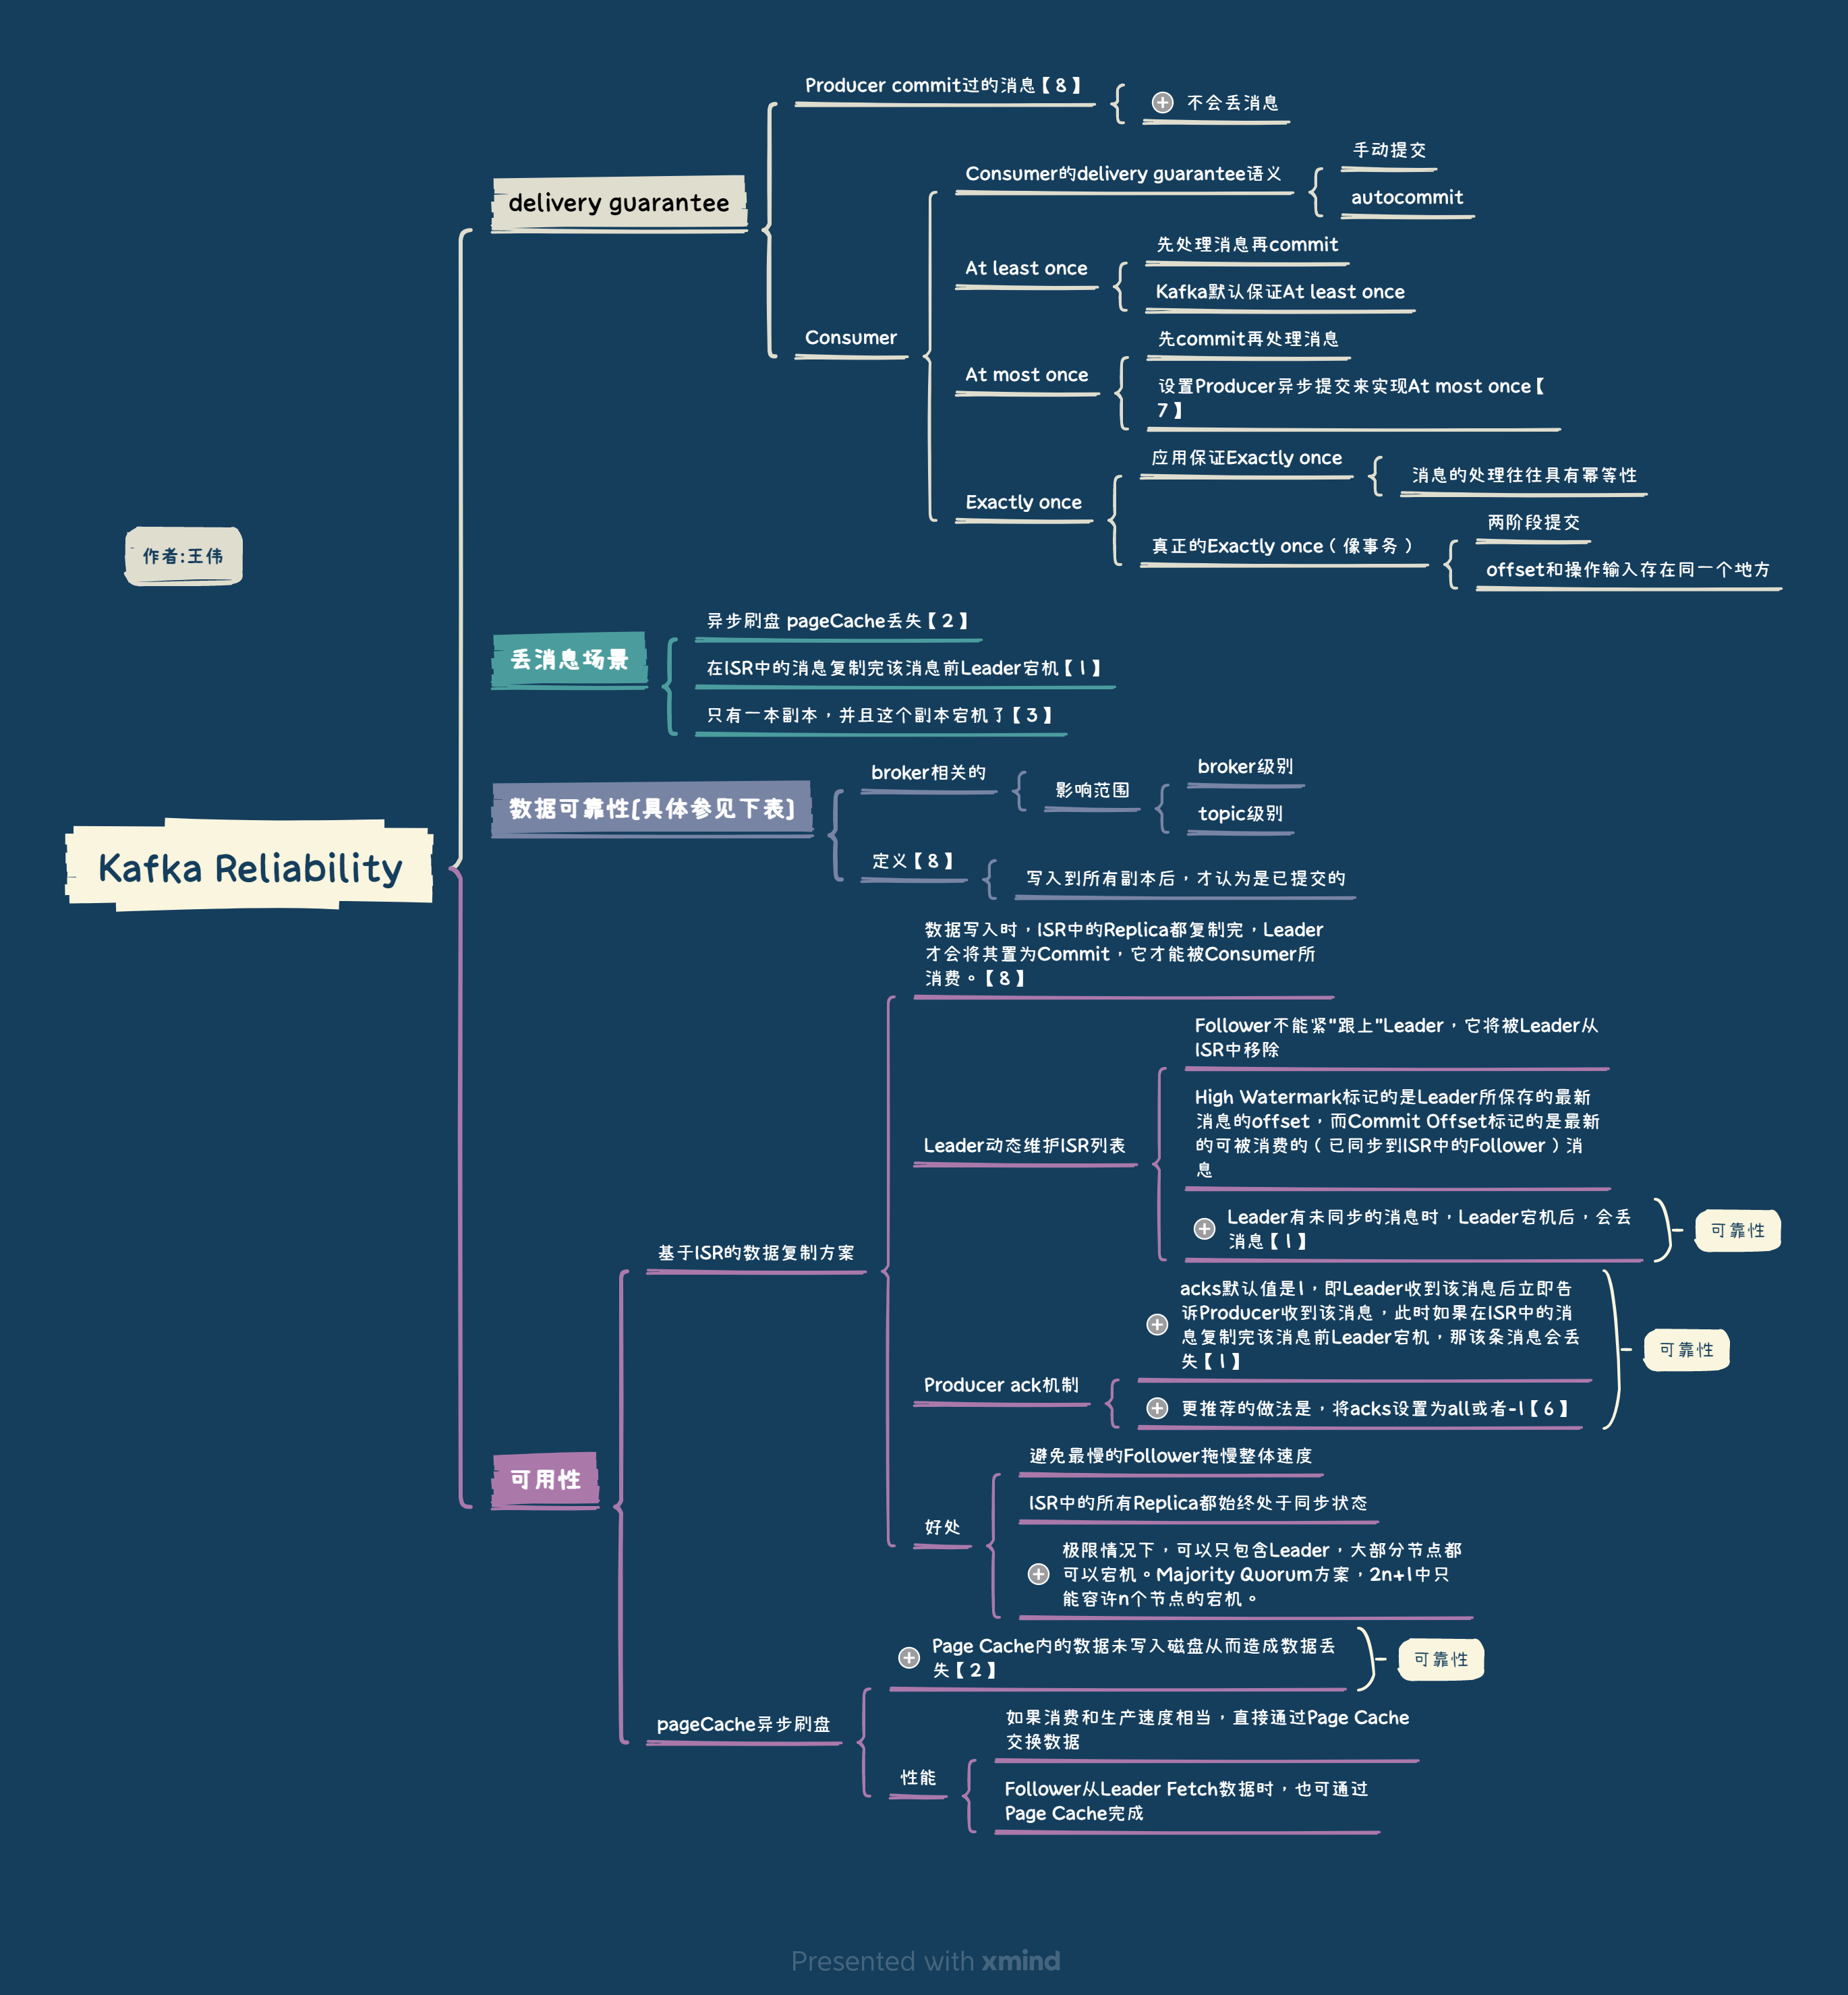 Producer commit过的消息【8】
不会丢消息
手动提交
Consumer的delivery guarantee语义
autocommit
delivery guarantee
先处理消息再commit
At least once
Kafka默认保证At least once
Consumer
先commit再处理消息
At most once
设置Producer异步提交来实现At most once【
7】
应用保证Exactly once
消息的处理往往具有幂等性
Exactly once
两阶段提交
真正的Exactly once（像事务）
offset和操作输入存在同一个地方
作者:王伟
异步刷盘 pageCache丢失【2】
丢消息场景
在ISR中的消息复制完该消息前Leader宕机【1】
只有一本副本，并且这个副本宕机了【3】
broker级别
broker相关的
影响范围
数据可靠性[具体参见下表]
topic级别
定义【8】
写入到所有副本后，才认为是已提交的
Kafka Reliability
数据写入时，ISR中的Replica都复制完，Leader
才会将其置为Commit，它才能被Consumer所
消费。【8】
Follower不能紧"跟上"Leader，它将被Leader从
ISR中移除
High Watermark标记的是Leader所保存的最新
消息的offset，而Commit Offset标记的是最新
的可被消费的（已同步到ISR中的Follower）消
息
Leader动态维护ISR列表
Leader有未同步的消息时，Leader宕机后，会丢
消息【1】
可靠性
基于ISR的数据复制方案
acks默认值是1，即Leader收到该消息后立即告
诉Producer收到该消息，此时如果在ISR中的消
息复制完该消息前Leader宕机，那该条消息会丢
失【1】
可靠性
Producer ack机制
更推荐的做法是，将acks设置为all或者-1【6】
避免最慢的Follower拖慢整体速度
可用性
ISR中的所有Replica都始终处于同步状态
好处
极限情况下，可以只包含Leader，大部分节点都
可以宕机。Majority Quorum方案，2n+1中只
能容许n个节点的宕机。
Page Cache内的数据未写入磁盘从而造成数据丢
失【2】
可靠性
pageCache异步刷盘
如果消费和生产速度相当，直接通过Page Cache
交换数据
性能
Follower从Leader Fetch数据时，也可通过
Page Cache完成
Presented with xmind